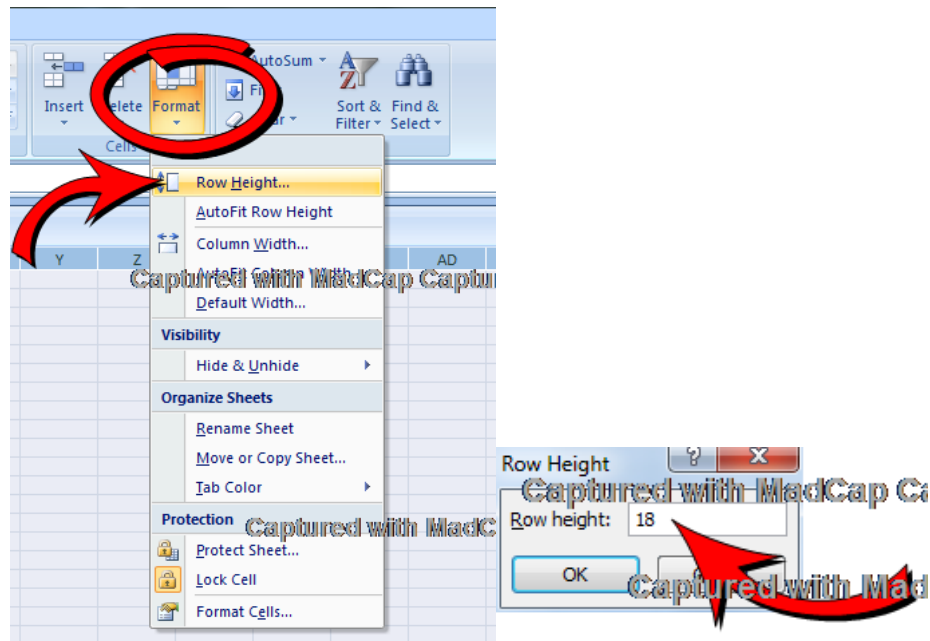 AutoSum
Insert
Format
Sort &
Filter
Find &
Select
Cells
Row Height...
AutoFit Row Height
Column Width...
Y
Z
AD
AutoFit Column Width
Captured with MadCap Captu
Default Width...
Visibility
Hide & Unhide
Organize Sheets
Rename Sheet
Move or Copy Sheet...
Tab Color
Protection
Captured with MadC
Protect Sheet...
Lock Cell
Format Cells...
Row Height
Captured with MadCap Ca
Row height: 18
OK
Captured with Mad